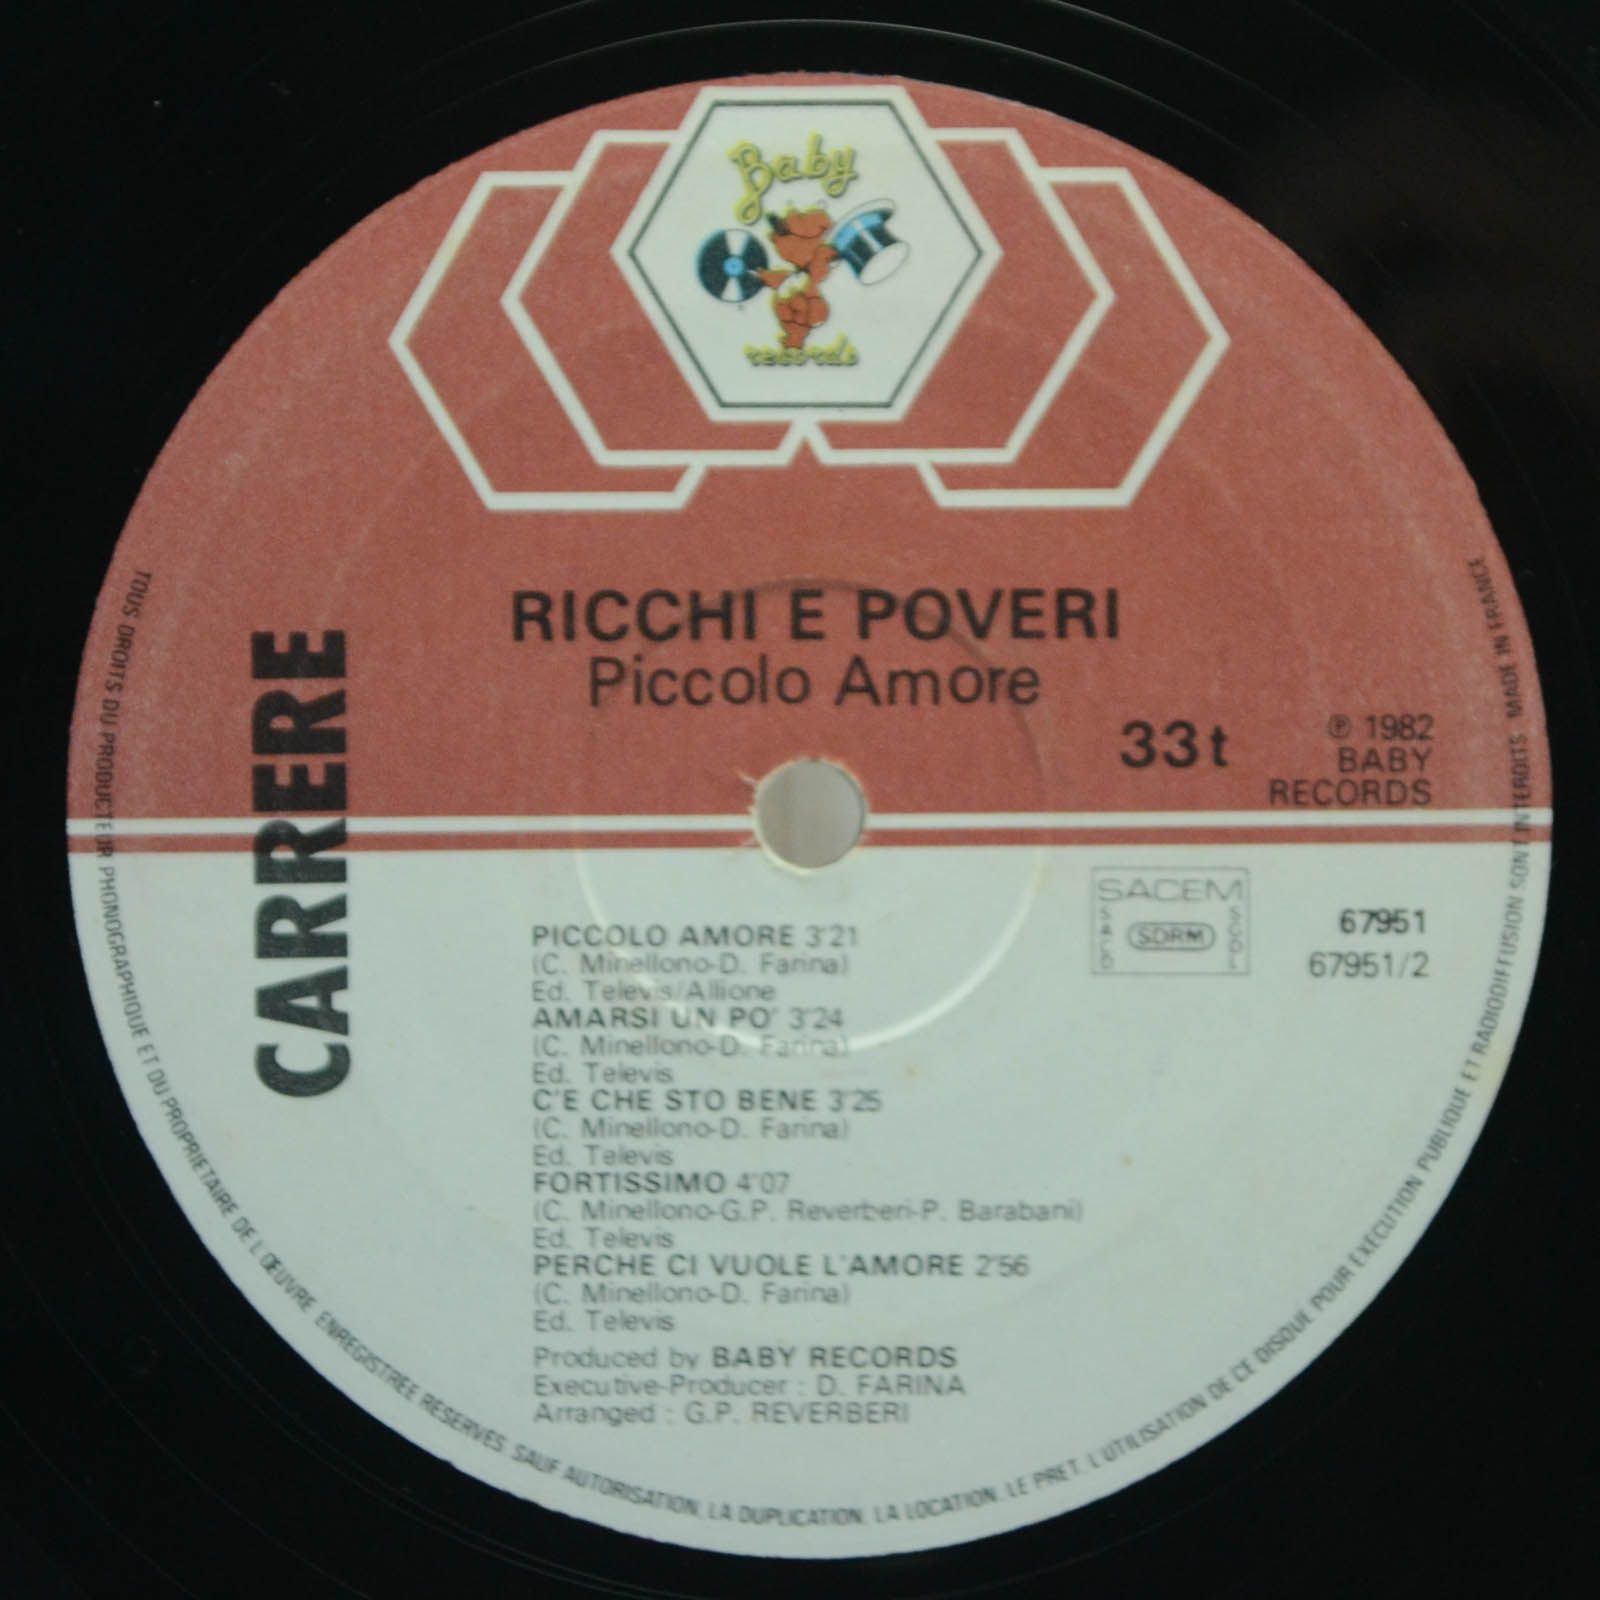 Baby
records
RICCHI E POVERI
Piccolo Amore
33t
℗ 1982
BABY
RECORDS
CARRERE
SACEM
SACD
SDRM
SCDL
67951
67951/2
PICCOLO AMORE 3'21
(C. Minellono-D. Farina)
Ed. Televis/Allione
AMARSI UN PO' 3'24
(C. Minellono-D. Farina)
Ed. Televis
C'E CHE STO BENE 3'25
(C. Minellono-D. Farina)
Ed. Televis
FORTISSIMO 4'07
(C. Minellono-G.P. Reverberi-P. Barabani)
Ed. Televis
PERCHE CI VUOLE L'AMORE 2'56
(C. Minellono-D. Farina)
Ed. Televis
Produced by BABY RECORDS
Executive-Producer : D. FARINA
Arranged : G.P. REVERBERI
TOUS DROITS DU PRODUCTEUR PHONOGRAPHIQUE ET DU PROPRIETAIRE DE L'ŒUVRE ENREGISTREE RESERVES. SAUF AUTORISATION, LA DUPLICATION, LA LOCATION, LE PRET, L'UTILISATION DE CE DISQUE POUR EXECUTION PUBLIQUE ET RADIODIFFUSION SONT INTERDITS. MADE IN FRANCE